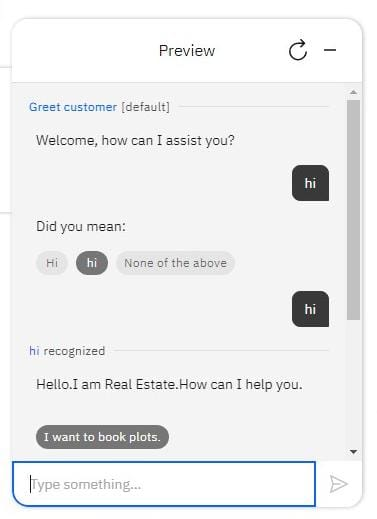 Preview
Greet customer [default]
Welcome, how can I assist you?
hi
Did you mean:
Hi hi None of the above
hi
hi recognized
Hello.I am Real Estate.How can I help you.
I want to book plots.
Type something...